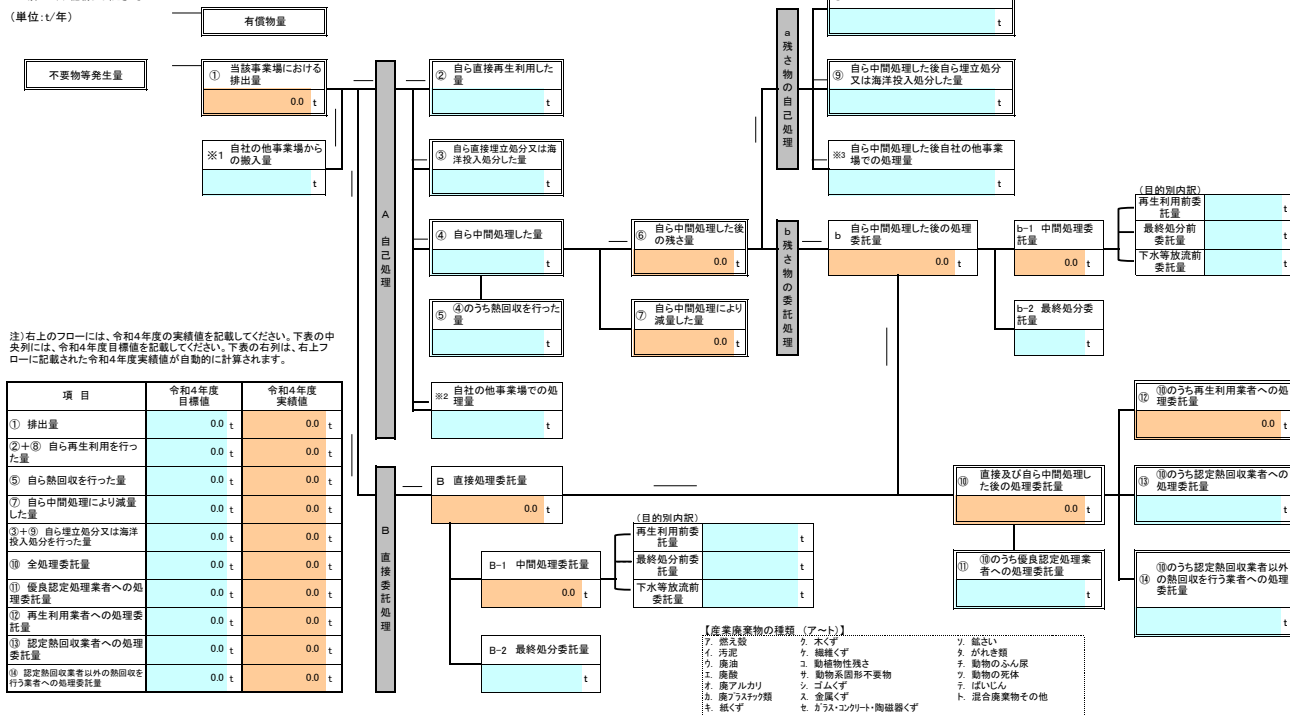 (単位:t/年)
有償物量
t
不要物等発生量
① 当該事業場における
排出量
0.0 t
※1 自社の他事業場から
の搬入量
t
A
自
己
処
理
② 自ら直接再生利用した
量
t
③ 自ら直接埋立処分又は海
洋投入処分した量
t
④ 自ら中間処理した量
t
⑤ ④のうち熱回収を行った
量
t
※2 自社の他事業場での処
理量
t
⑥ 自ら中間処理した後
の残さ量
0.0 t
⑦ 自ら中間処理により
減量した量
0.0 t
a
残
さ
物
の
自
己
処
理
⑨ 自ら中間処理した後自ら埋立処分
又は海洋投入処分した量
t
※3 自ら中間処理した後自社の他事業
場での処理量
t
b
残
さ
物
の
委
託
処
理
b 自ら中間処理した後の処理
委託量
0.0 t
b-1 中間処理委
託量
0.0 t
b-2 最終処分委
託量
t
(目的別内訳)
再生利用前委
託量 t
最終処分前
委託量 t
下水等放流前
委託量 t
注)右上のフローには、令和4年度の実績値を記載してください。下表の中
央列には、令和4年度目標値を記載してください。下表の右列は、右上フ
ローに記載された令和4年度実績値が自動的に計算されます。
項 目 令和4年度
目標値 令和4年度
実績値
① 排出量 0.0 t 0.0 t
②+⑧ 自ら再生利用を行っ
た量 0.0 t 0.0 t
⑤ 自ら熱回収を行った量 0.0 t 0.0 t
⑦ 自ら中間処理により減量
した量 0.0 t 0.0 t
③+⑨ 自ら埋立処分又は海洋
投入処分を行った量 0.0 t 0.0 t
⑩ 全処理委託量 0.0 t 0.0 t
⑪ 優良認定処理業者への処
理委託量 0.0 t 0.0 t
⑫ 再生利用業者への処理委
託量 0.0 t 0.0 t
⑬ 認定熱回収業者への処理
委託量 0.0 t 0.0 t
⑭ 認定熱回収業者以外の熱回収を
行う業者への処理委託量 0.0 t 0.0 t
B
直
接
委
託
処
理
B 直接処理委託量
0.0 t
B-1 中間処理委託量
0.0 t
B-2 最終処分委託量
t
(目的別内訳)
再生利用前委
託量 t
最終処分前委
託量 t
下水等放流前
委託量 t
⑩ 直接及び自ら中間処理し
た後の処理委託量
0.0 t
⑪ ⑩のうち優良認定処理業
者への処理委託量
t
⑫ ⑩のうち再生利用業者への処
理委託量
0.0 t
⑬ ⑩のうち認定熱回収業者への
処理委託量
t
⑭ ⑩のうち認定熱回収業者以外
の熱回収を行う業者への処理
委託量
t
【産業廃棄物の種類 (ア~ト)】
ア. 燃え殻 ク. 木くず ソ. 鉱さい
イ. 汚泥 ケ. 繊維くず タ. がれき類
ウ. 廃油 コ. 動植物性残さ チ. 動物のふん尿
エ. 廃酸 サ. 動物系固形不要物 ツ. 動物の死体
オ. 廃アルカリ シ. ゴムくず テ. ばいじん
カ. 廃プラスチック類 ス. 金属くず ト. 混合廃棄物その他
キ. 紙くず セ. ガラス・コンクリート・陶磁器くず